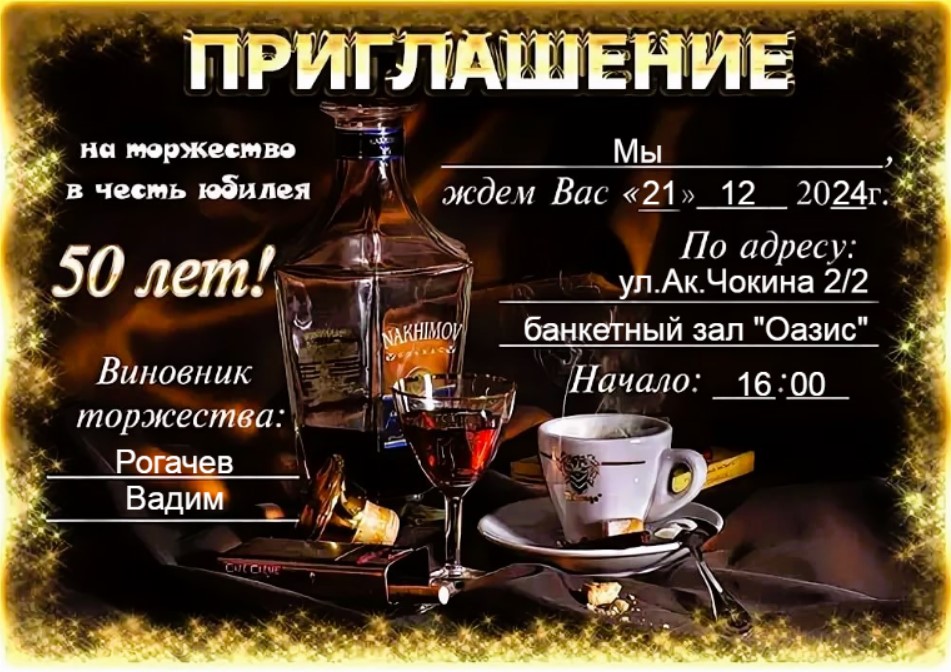 ПРИГЛАШЕНИЕ
на торжество
в честь юбилея
50 лет!
Виновник
торжества:
Рогачев
Вадим
Мы,
ждем Вас «21» 12 2024г.
По адресу:
ул.Ак.Чокина 2/2
банкетный зал "Оазис"
Начало: 16:00
NAKHIMOV